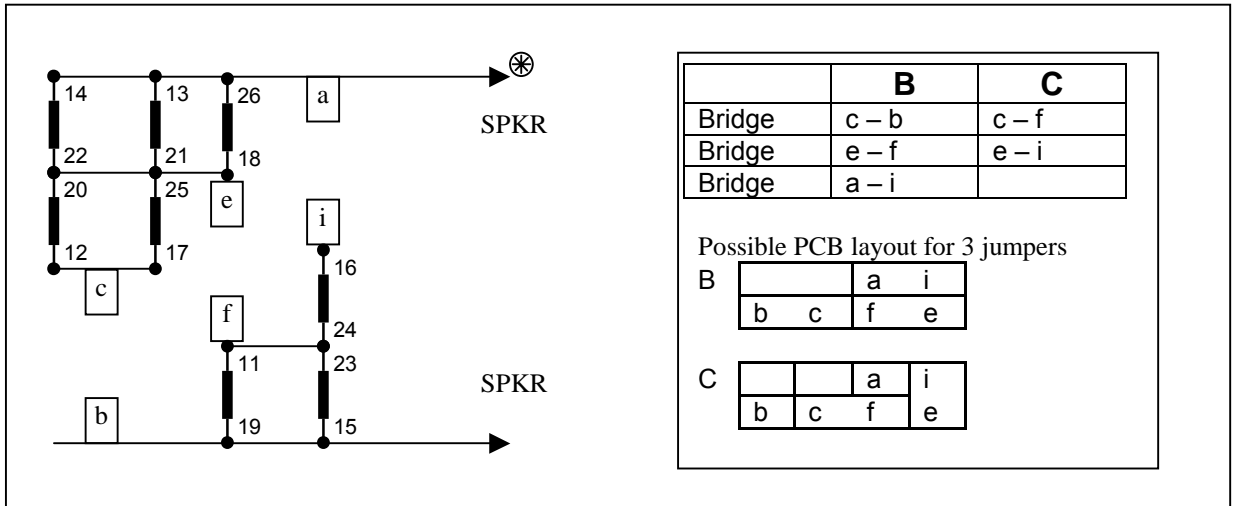 14 13 26 a
SPKR
22 21 18
20 25 e
i
12 17 16
c
f
24
11 23
SPKR
b
19 15
B C
Bridge c – b c – f
Bridge e – f e – i
Bridge a – i
Possible PCB layout for 3 jumpers
B a i
b c f e
C a i
b c f e